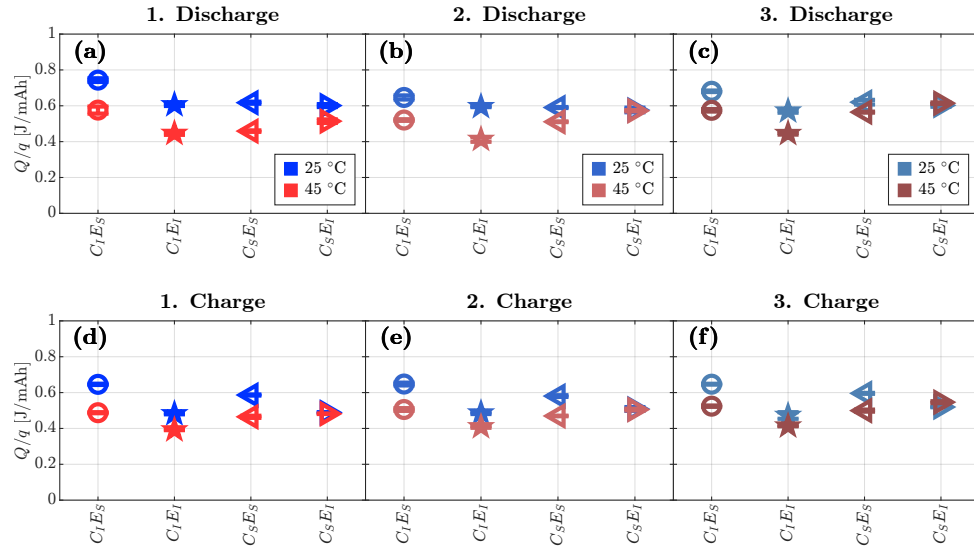 1. Discharge
2. Discharge
3. Discharge
(a)
(b)
(c)
Q/q [J/mAh]
1
0.8
0.6
0.4
0.2
0
25 °C
45 °C
25 °C
45 °C
25 °C
45 °C
C_I E_S
C_I E_I
C_S E_S
C_S E_I
C_I E_S
C_I E_I
C_S E_S
C_S E_I
C_I E_S
C_I E_I
C_S E_S
C_S E_I
1. Charge
2. Charge
3. Charge
(d)
(e)
(f)
Q/q [J/mAh]
1
0.8
0.6
0.4
0.2
0
C_I E_S
C_I E_I
C_S E_S
C_S E_I
C_I E_S
C_I E_I
C_S E_S
C_S E_I
C_I E_S
C_I E_I
C_S E_S
C_S E_I